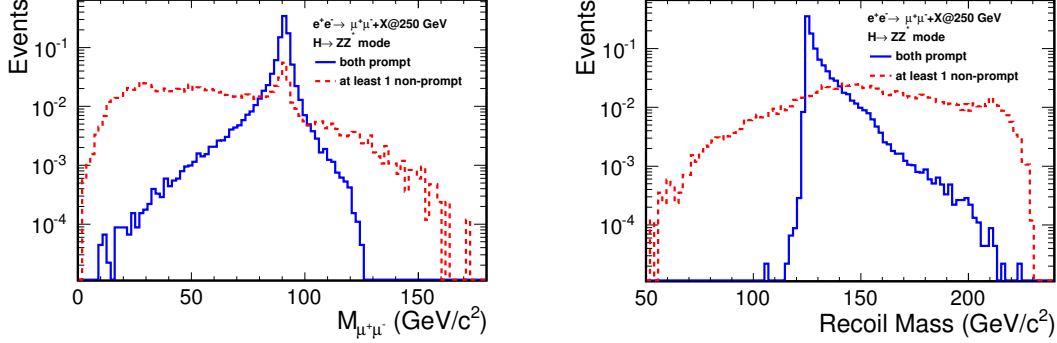 Events
10⁻¹
10⁻²
10⁻³
10⁻⁴
e⁺e⁻→ μ⁺μ⁻+X@250 GeV
H→ ZZ* mode
both prompt
at least 1 non-prompt
0 50 100 150
M_μ⁺μ⁻ (GeV/c²)
Events
10⁻¹
10⁻²
10⁻³
10⁻⁴
e⁺e⁻→ μ⁺μ⁻+X@250 GeV
H→ ZZ* mode
both prompt
at least 1 non-prompt
50 100 150 200
Recoil Mass (GeV/c²)